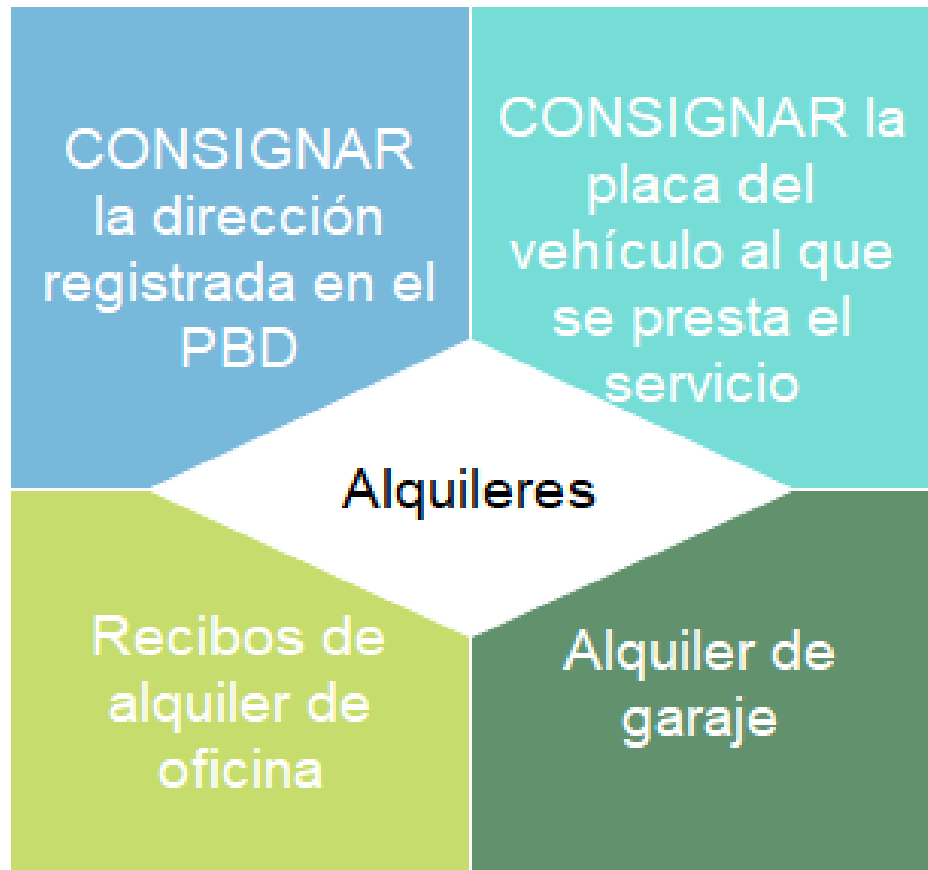 CONSIGNAR
la dirección
registrada en el
PBD
CONSIGNAR la
placa del
vehículo al que
se presta el
servicio
Alquileres
Recibos de
alquiler de
oficina
Alquiler de
garaje